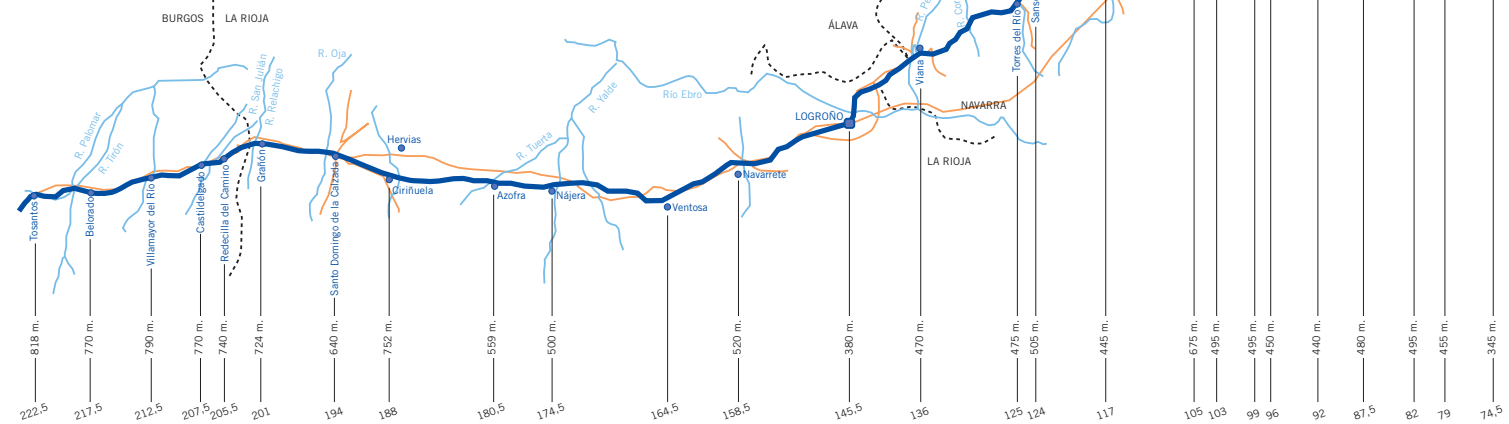 BURGOS
LA RIOJA
ÁLAVA
R. Oja
R. San Julián
R. Relachigo
Río Ebro
R. Yalde
R. Palomar
R. Tirón
R. Tuerta
LOGROÑO
NAVARRA
LA RIOJA
Viana
Torres del Río
Hervias
Ciriñuela
Azofra
Nájera
Ventosa
Navarrete
Tosantos
Belorado
Villamayor del Río
Castildelgado
Redecilla del Camino
Grañón
Santo Domingo de la Calzada
818 m.
770 m.
790 m.
770 m.
740 m.
724 m.
640 m.
752 m.
559 m.
500 m.
520 m.
380 m.
470 m.
475 m.
505 m.
445 m.
675 m.
495 m.
495 m.
450 m.
440 m.
480 m.
495 m.
455 m.
345 m.
222,5
217,5
212,5
207,5
205,5
201
194
188
180,5
174,5
164,5
158,5
145,5
136
125
124
117
105
103
99
96
92
87,5
82
79
74,5